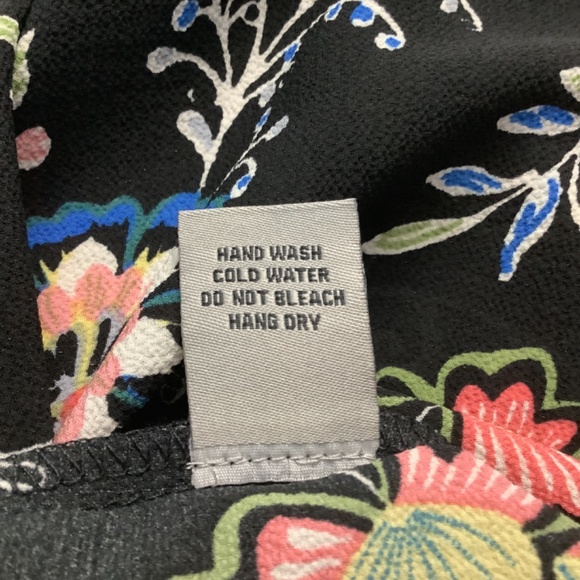 HAND WASH
COLD WATER
DO NOT BLEACH
HANG DRY